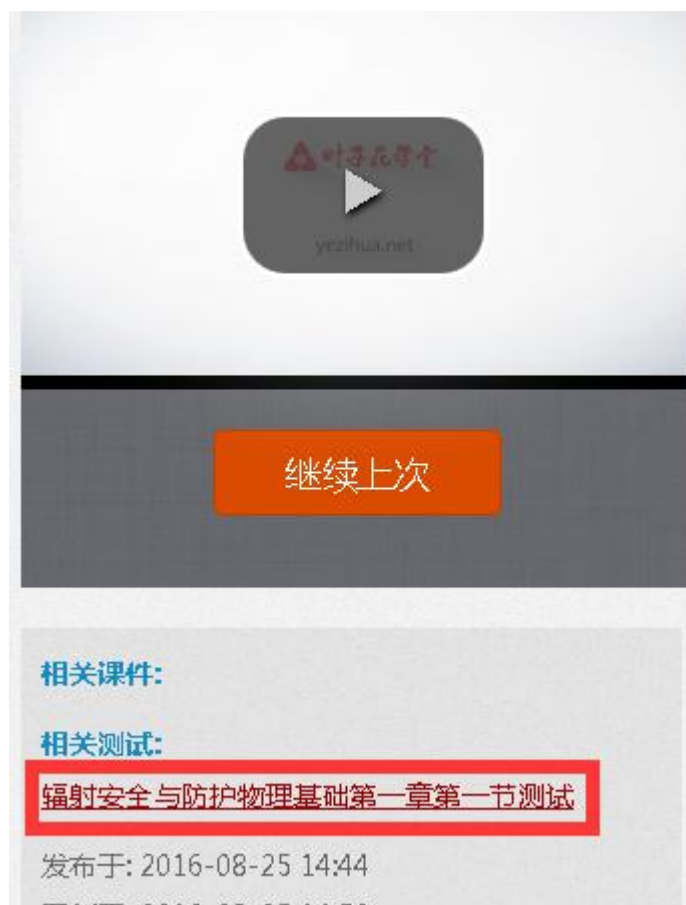 叶子花学堂
yezihua.net
继续上次
相关课件:
相关测试:
辐射安全与防护物理基础第一章第一节测试
发布于: 2016-08-25 14:44